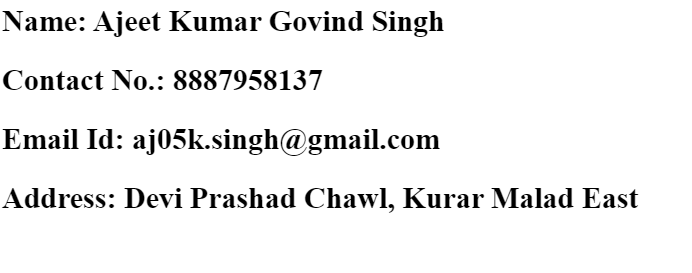 Name: Ajeet Kumar Govind Singh
Contact No.: 8887958137
Email Id: aj05k.singh@gmail.com
Address: Devi Prashad Chawl, Kurar Malad East